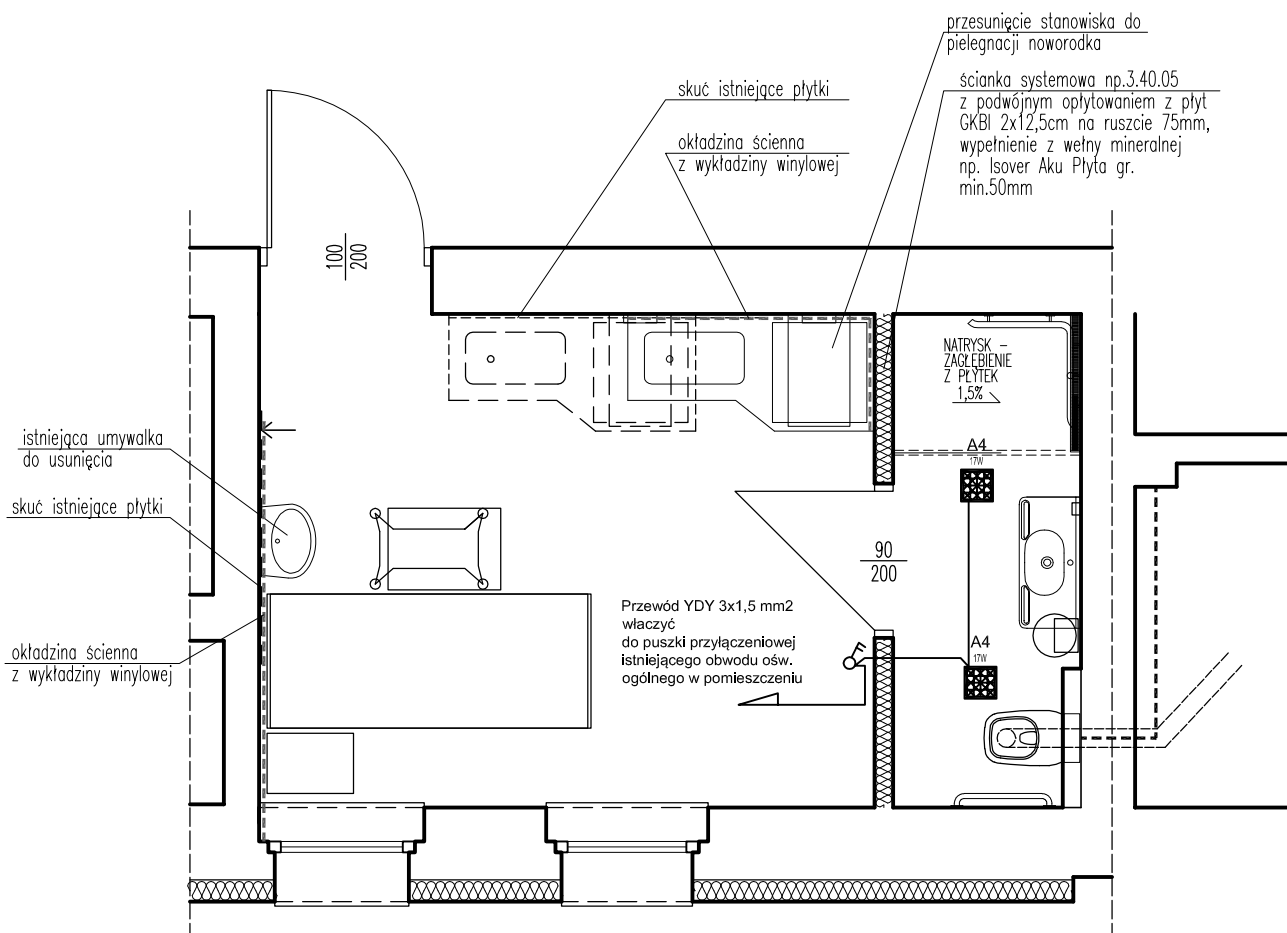 przesunięcie stanowiska do
pielęgnacji noworodka
skuć istniejące płytki
ścianka systemowa np.3.40.05
z podwójnym opłytowaniem z płyt
GKBI 2x12,5cm na ruszcie 75mm,
wypełnienie z wełny mineralnej
np. Isover Aku Płyta gr.
min.50mm
okładzina ścienna
z wykładziny winylowej
100
200
NATRYSK –
ZAGŁĘBIENIE
Z PŁYTEK
1,5%
istniejąca umywalka
do usunięcia
A4
17W
skuć istniejące płytki
90
200
Przewód YDY 3x1,5 mm2
właczyć
do puszki przyłączeniowej
istniejącego obwodu ośw.
ogólnego w pomieszczeniu
A4
17W
okładzina ścienna
z wykładziny winylowej